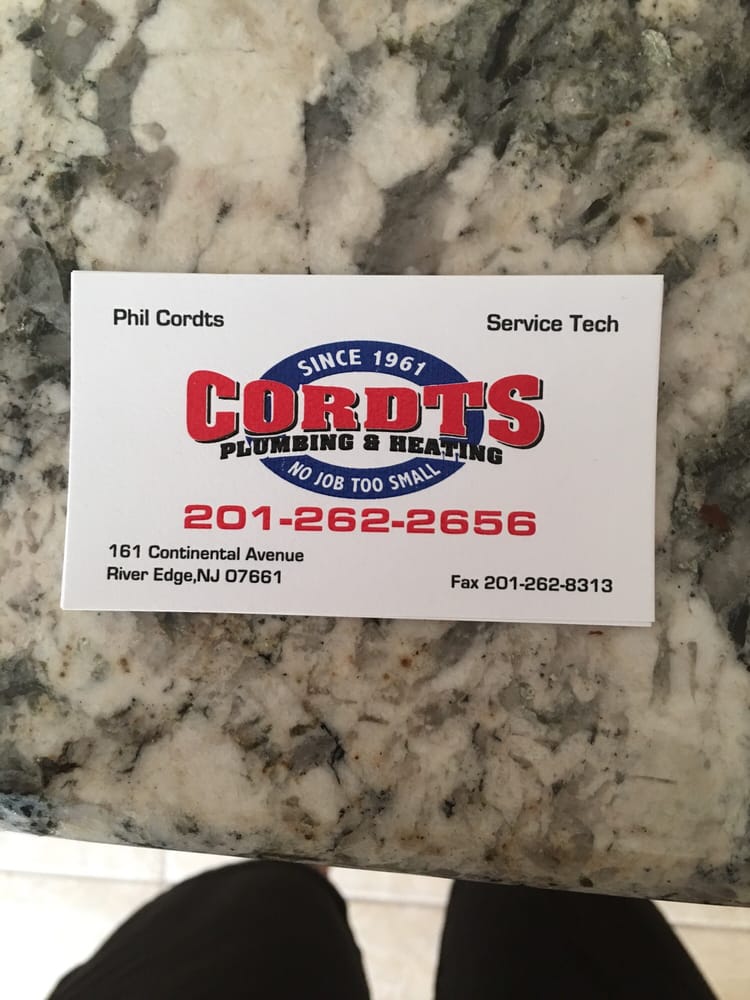 Phil Cordts
Service Tech
SINCE 1961
CORDTS
PLUMBING & HEATING
NO JOB TOO SMALL
201-262-2656
161 Continental Avenue
River Edge,NJ 07661
Fax 201-262-8313